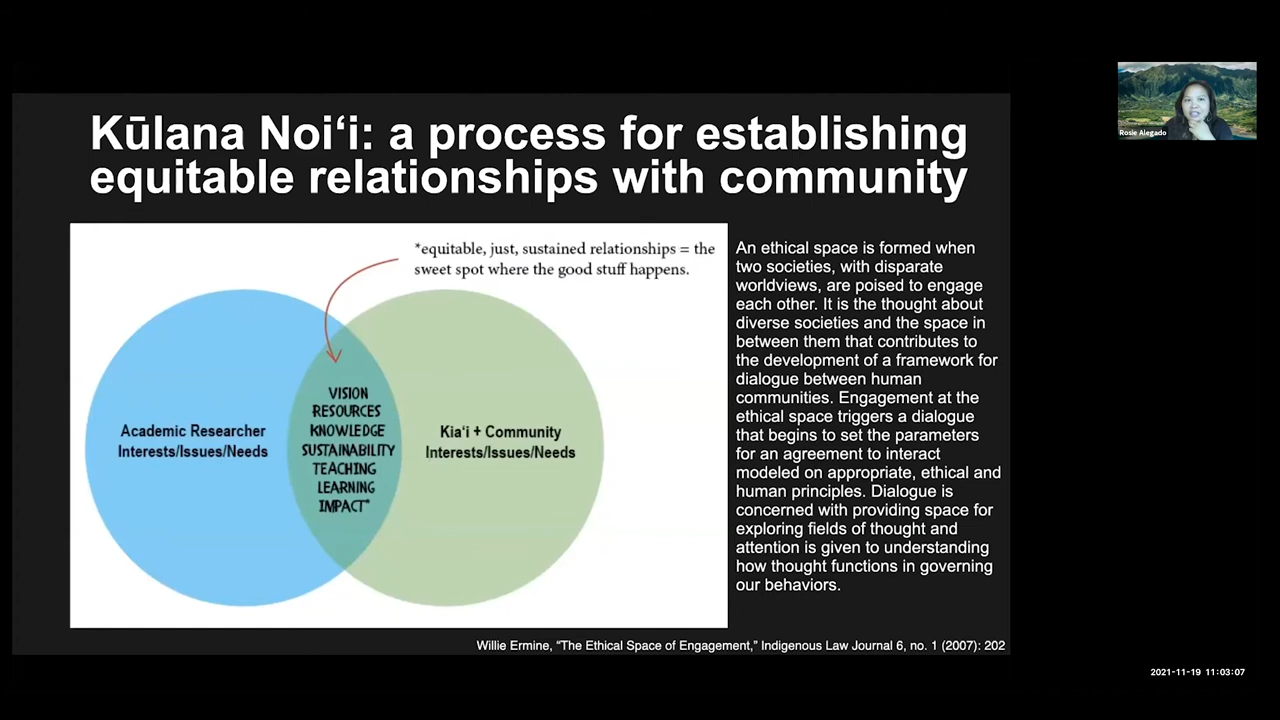 Kūlana Noiʻi: a process for establishing
equitable relationships with community
*equitable, just, sustained relationships = the
sweet spot where the good stuff happens.
Academic Researcher
Interests/Issues/Needs
VISION
RESOURCES
KNOWLEDGE
SUSTAINABILITY
TEACHING
LEARNING
IMPACT*
Kiaʻi + Community
Interests/Issues/Needs
An ethical space is formed when
two societies, with disparate
worldviews, are poised to engage
each other. It is the thought about
diverse societies and the space in
between them that contributes to
the development of a framework for
dialogue between human
communities. Engagement at the
ethical space triggers a dialogue
that begins to set the parameters
for an agreement to interact
modeled on appropriate, ethical and
human principles. Dialogue is
concerned with providing space for
exploring fields of thought and
attention is given to understanding
how thought functions in governing
our behaviors.
Willie Ermine, “The Ethical Space of Engagement,” Indigenous Law Journal 6, no. 1 (2007): 202
Rosie Alegado
2021-11-19 11:03:07